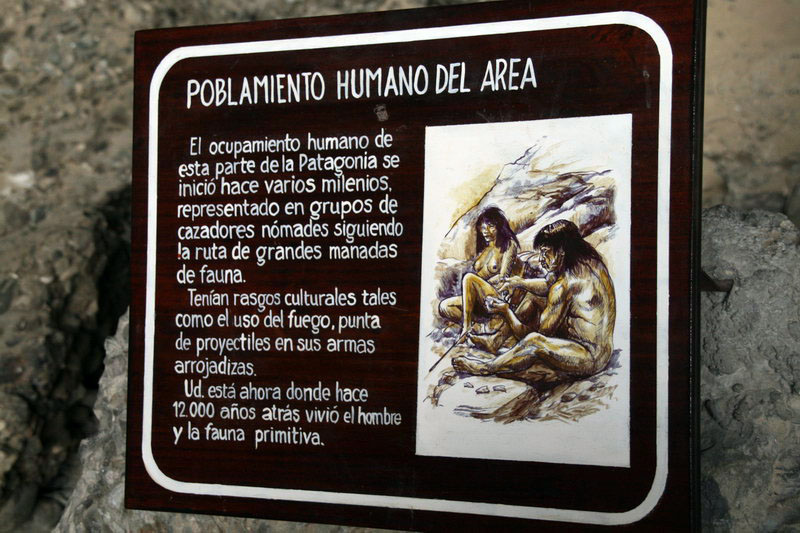 POBLAMIENTO HUMANO DEL AREA
El ocupamiento humano de
esta parte de la Patagonia se
inició hace varios milenios,
representado en grupos de
cazadores nómades siguiendo
la ruta de grandes manadas
de fauna.
Tenían rasgos culturales tales
como el uso del fuego, punta
de proyectiles en sus armas
arrojadizas.
Ud. está ahora donde hace
12.000 años atrás vivió el hombre
y la fauna primitiva.